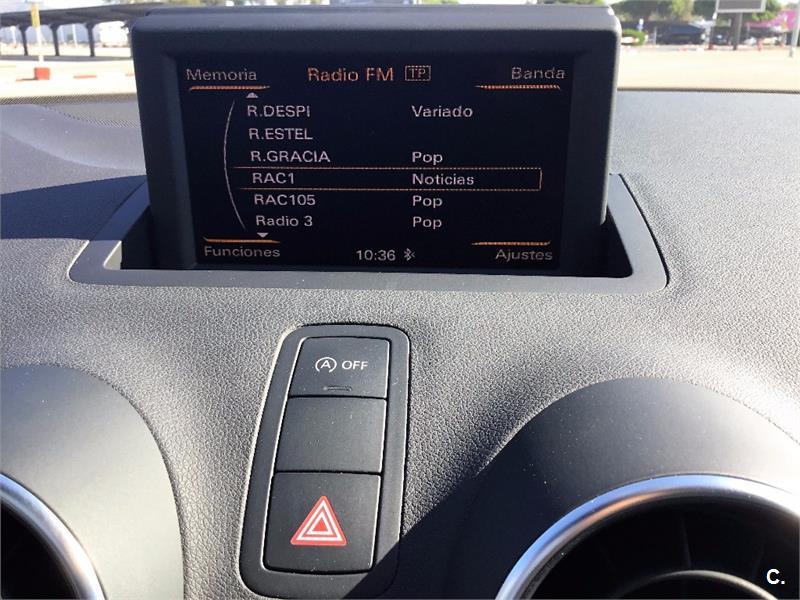 Memoria Radio FM TP Banda
R.DESPI Variado
R.ESTEL
R.GRACIA Pop
RAC1 Noticias
RAC105 Pop
Radio 3 Pop
Funciones 10:36 Ajustes
A OFF
C.